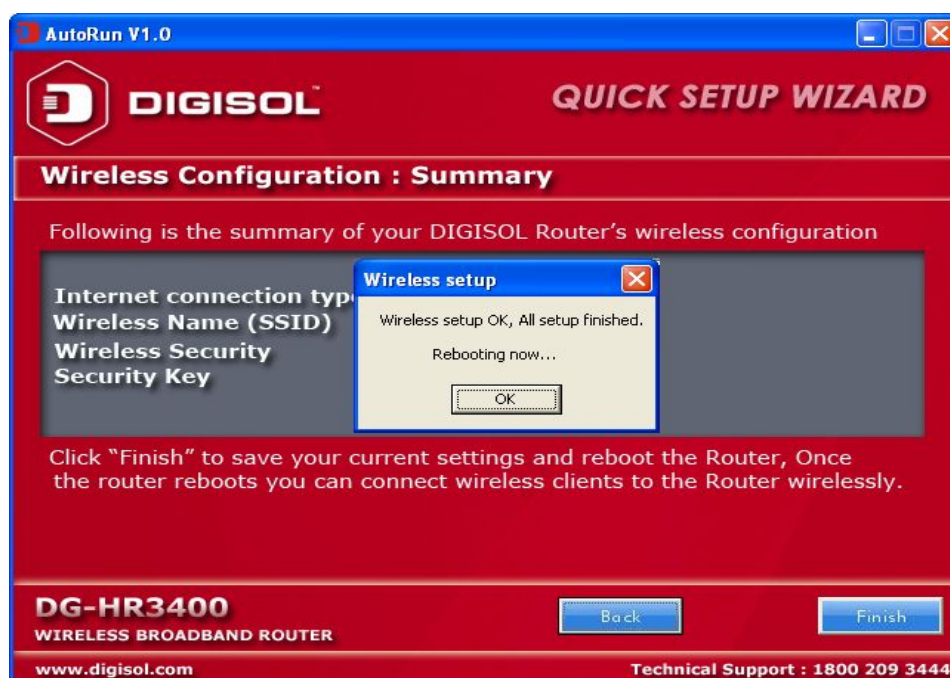 AutoRun V1.0
DIGISOL™
QUICK SETUP WIZARD
Wireless Configuration : Summary
Following is the summary of your DIGISOL Router's wireless configuration
Internet connection type
Wireless Name (SSID)
Wireless Security
Security Key
Wireless setup
Wireless setup OK, All setup finished.
Rebooting now...
OK
Click “Finish” to save your current settings and reboot the Router, Once
the router reboots you can connect wireless clients to the Router wirelessly.
DG-HR3400
WIRELESS BROADBAND ROUTER
Back
Finish
www.digisol.com
Technical Support : 1800 209 3444